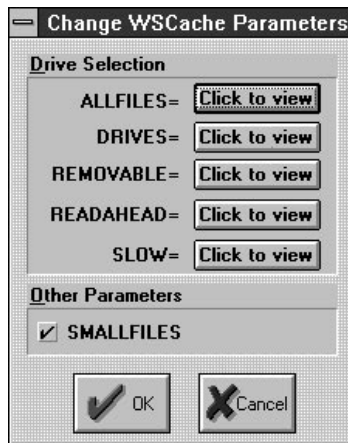 Change WSCache Parameters
Drive Selection
ALLFILES= Click to view
DRIVES= Click to view
REMOVABLE= Click to view
READAHEAD= Click to view
SLOW= Click to view
Other Parameters
SMALLFILES
OK Cancel